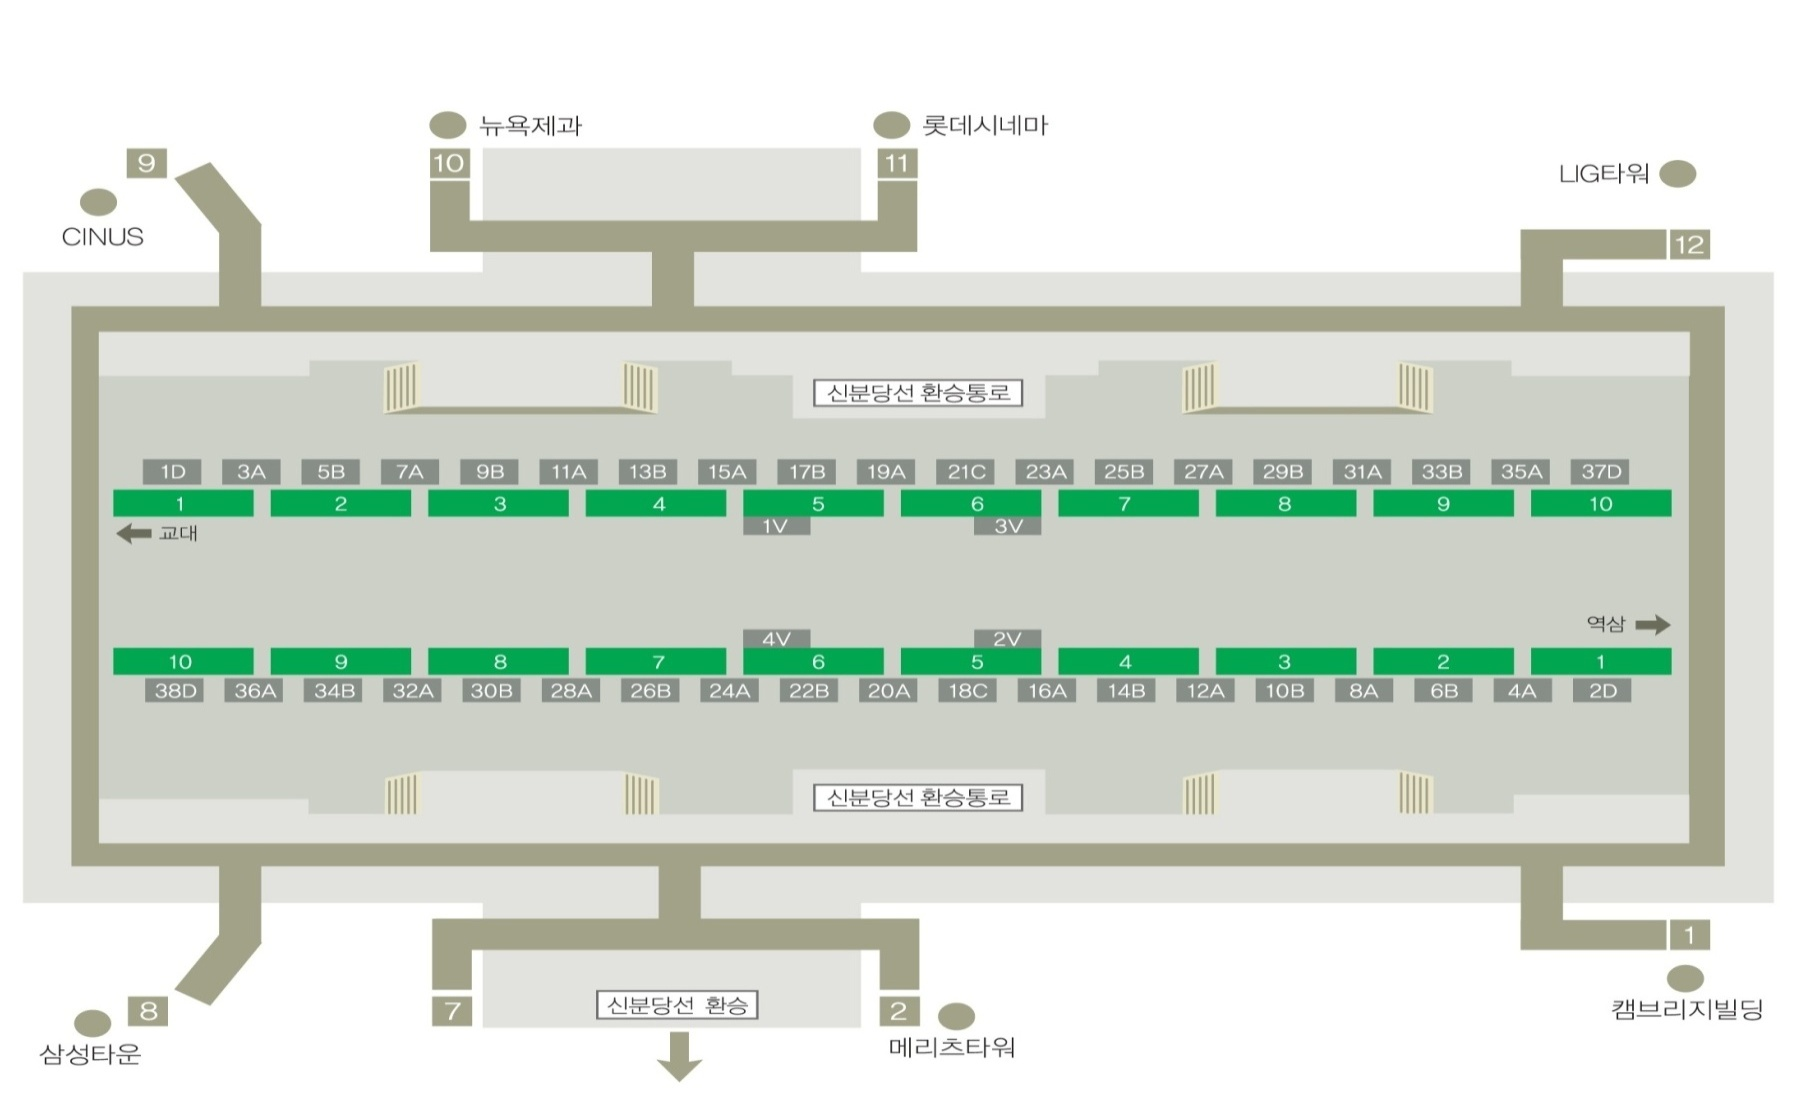 뉴욕제과
롯데시네마
9
10
11
LIG타워
CINUS
12
신분당선 환승통로
1D 3A 5B 7A 9B 11A 13B 15A 17B 19A 21C 23A 25B 27A 29B 31A 33B 35A 37D
1 2 3 4 5 6 7 8 9 10
교대
1V 3V
역삼
4V 2V
10 9 8 7 6 5 4 3 2 1
38D 36A 34B 32A 30B 28A 26B 24A 22B 20A 18C 16A 14B 12A 10B 8A 6B 4A 2D
신분당선 환승통로
1
8
7
신분당선 환승
2
캠브리지빌딩
삼성타운
메리츠타워